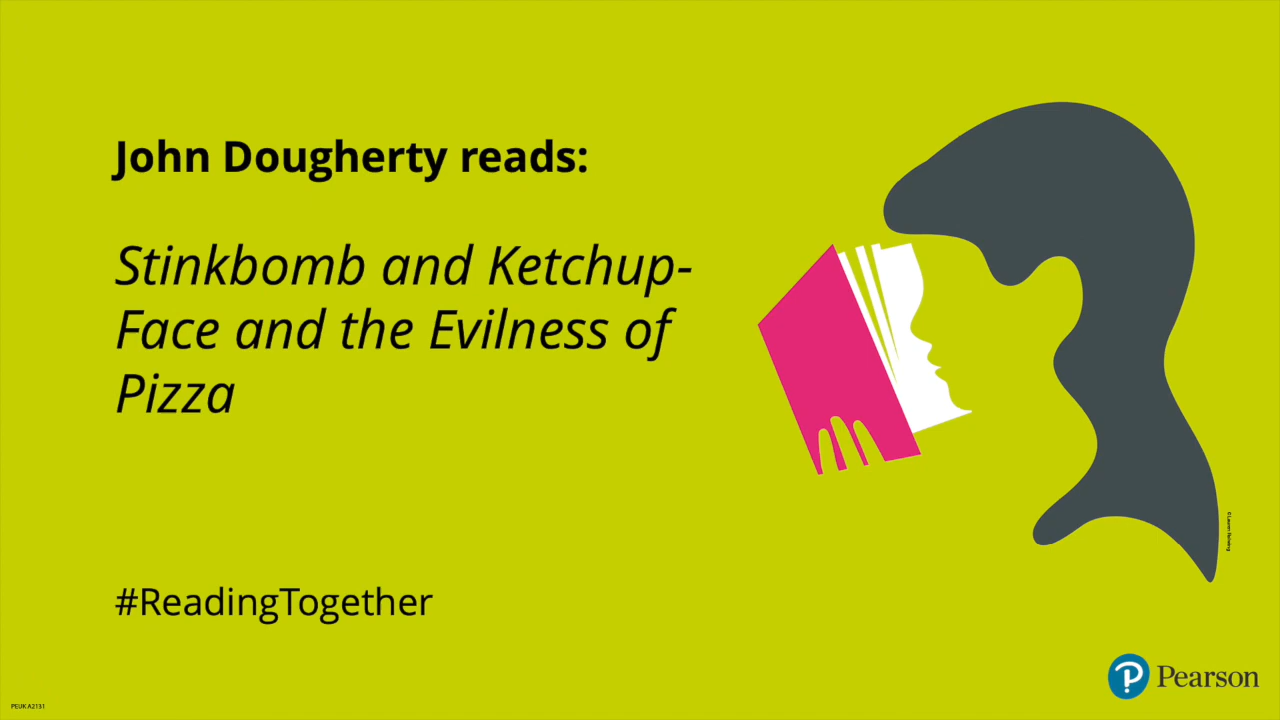 John Dougherty reads:
Stinkbomb and Ketchup-
Face and the Evilness of
Pizza
#ReadingTogether
Pearson
PEUK A2131